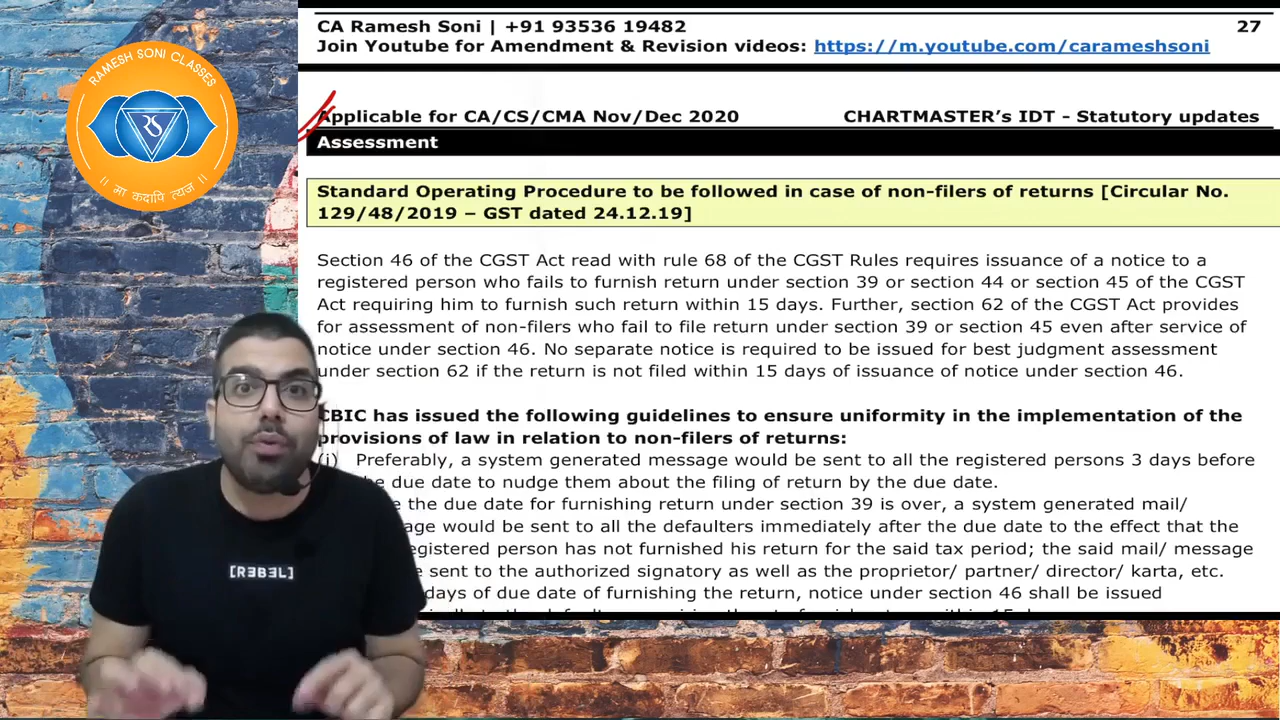 CA Ramesh Soni | +91 93536 19482 27
Join Youtube for Amendment & Revision videos: https://m.youtube.com/carameshsoni
RAMESH SONI CLASSES
RS
|| मा कदापि त्यज ||
Applicable for CA/CS/CMA Nov/Dec 2020 CHARTMASTER's IDT - Statutory updates
Assessment
Standard Operating Procedure to be followed in case of non-filers of returns [Circular No.
129/48/2019 – GST dated 24.12.19]
Section 46 of the CGST Act read with rule 68 of the CGST Rules requires issuance of a notice to a
registered person who fails to furnish return under section 39 or section 44 or section 45 of the CGST
Act requiring him to furnish such return within 15 days. Further, section 62 of the CGST Act provides
for assessment of non-filers who fail to file return under section 39 or section 45 even after service of
notice under section 46. No separate notice is required to be issued for best judgment assessment
under section 62 if the return is not filed within 15 days of issuance of notice under section 46.
CBIC has issued the following guidelines to ensure uniformity in the implementation of the
provisions of law in relation to non-filers of returns:
(i) Preferably, a system generated message would be sent to all the registered persons 3 days before
due date to nudge them about the filing of return by the due date.
the due date for furnishing return under section 39 is over, a system generated mail/
would be sent to all the defaulters immediately after the due date to the effect that the
registered person has not furnished his return for the said tax period; the said mail/ message
sent to the authorized signatory as well as the proprietor/ partner/ director/ karta, etc.
days of due date of furnishing the return, notice under section 46 shall be issued
[REBEL]